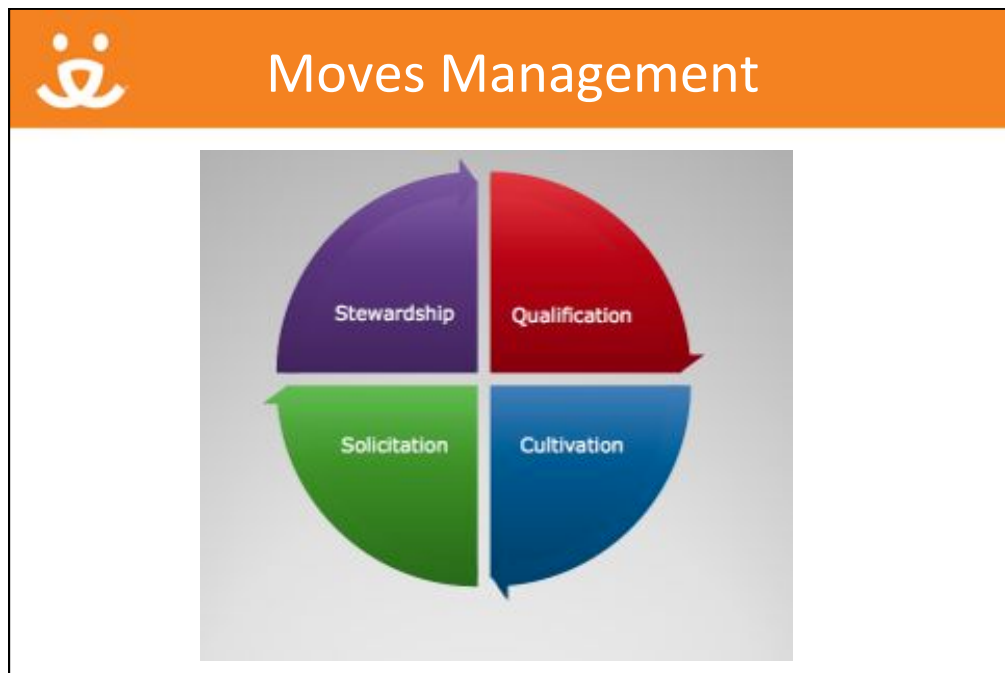 Moves Management
Stewardship
Qualification
Solicitation
Cultivation